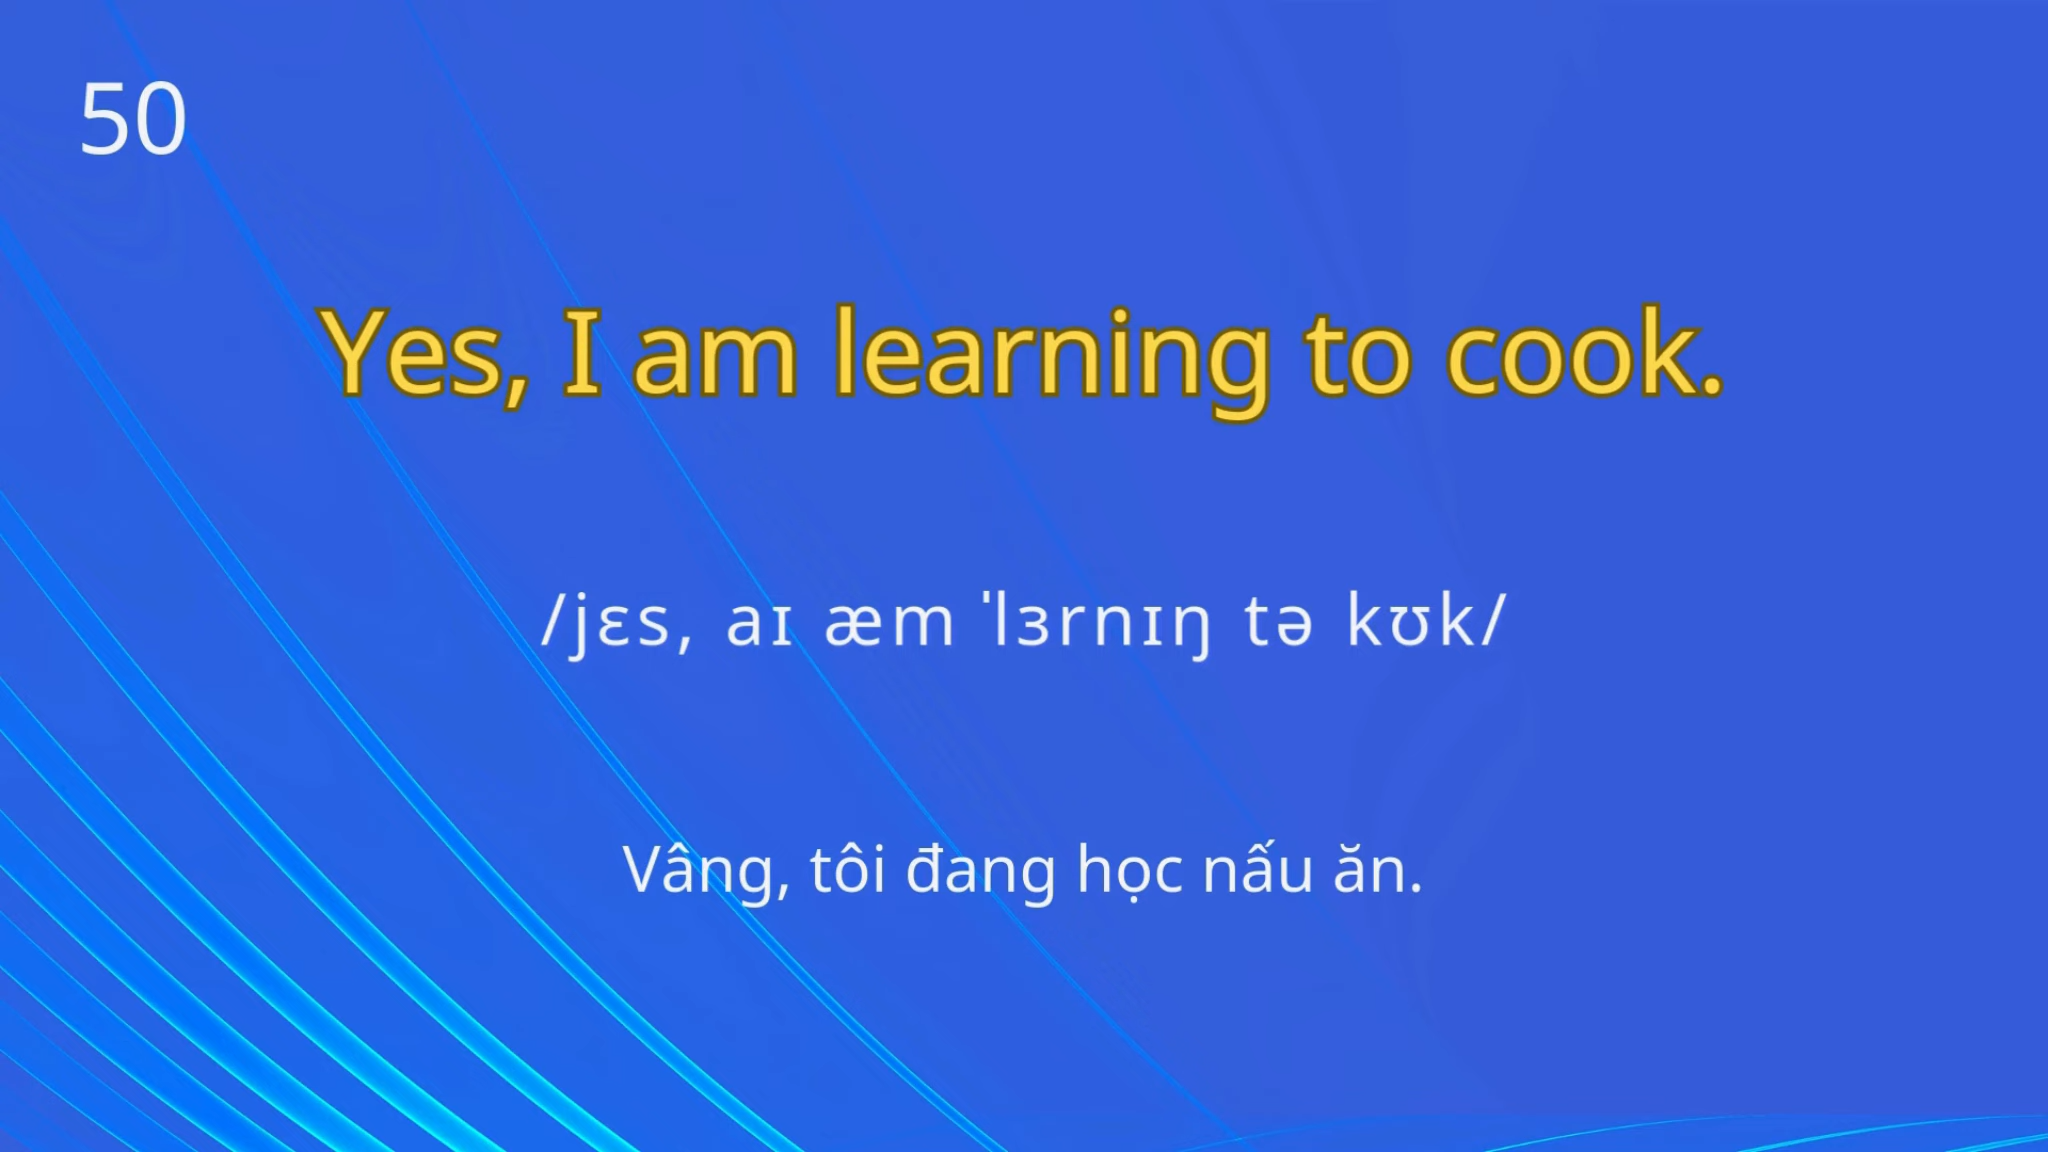 50
Yes, I am learning to cook.
/jɛs, aɪ æm ˈlɜrnɪŋ tə kʊk/
Vâng, tôi đang học nấu ăn.